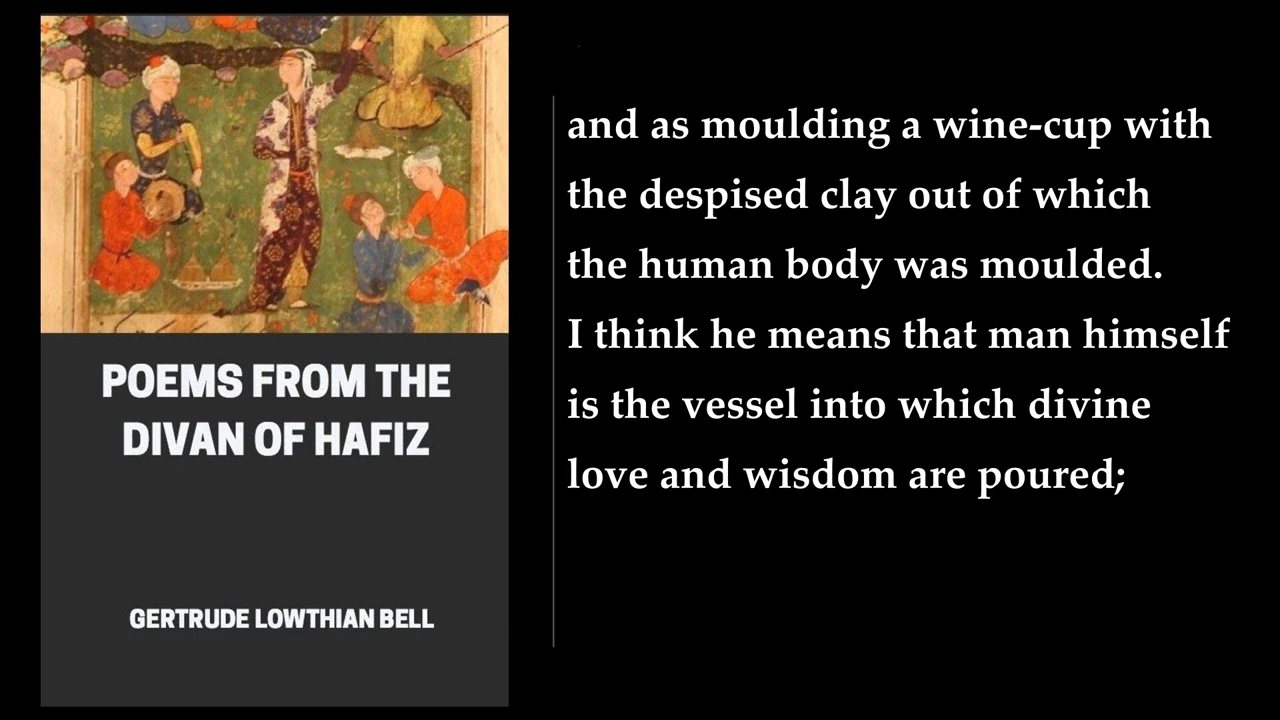 POEMS FROM THE
DIVAN OF HAFIZ
GERTRUDE LOWTHIAN BELL
and as moulding a wine-cup with
the despised clay out of which
the human body was moulded.
I think he means that man himself
is the vessel into which divine
love and wisdom are poured;